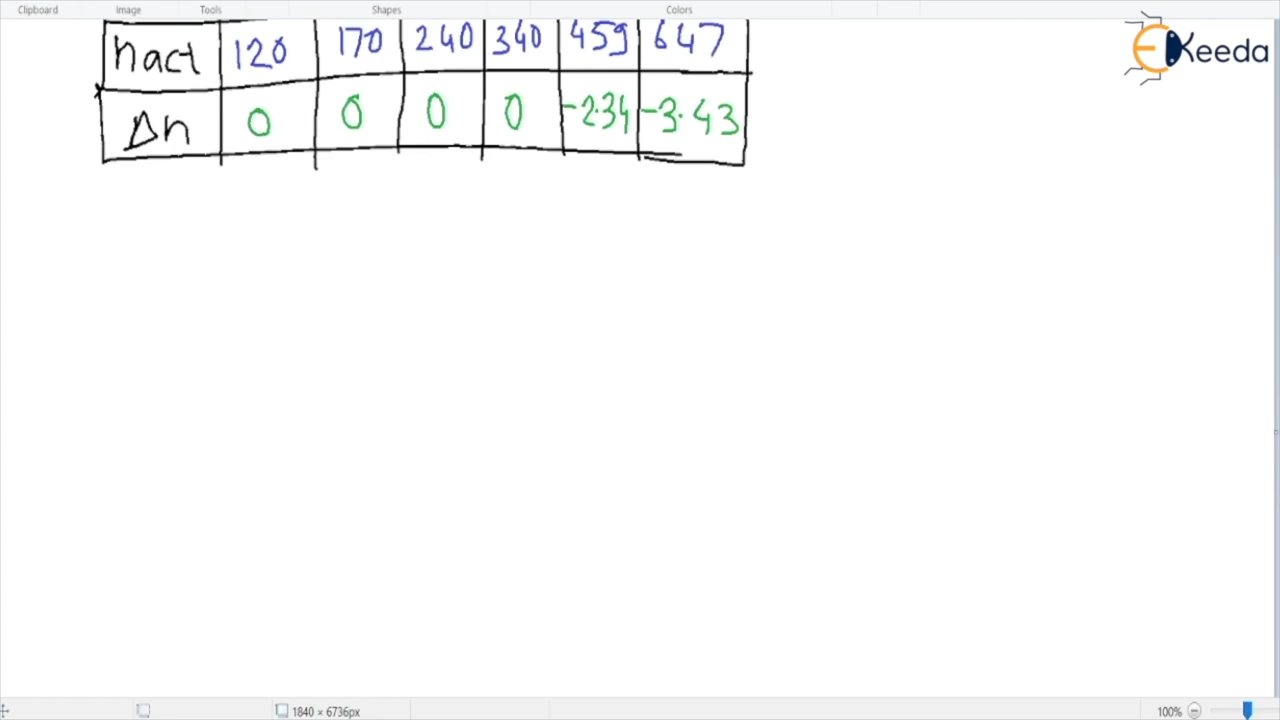 Clipboard Image Tools Shapes Colors
nact 120 170 240 340 459 647
Δn 0 0 0 0 -2.34 -3.43
EKeeda
1840 × 6736px 100%